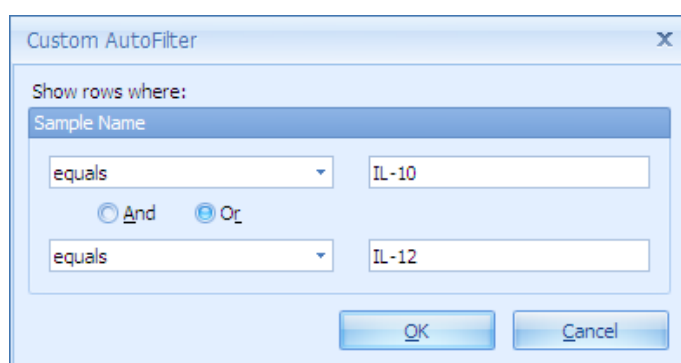 Custom AutoFilter
Show rows where:
Sample Name
equals IL-10
And Or
equals IL-12
OK Cancel